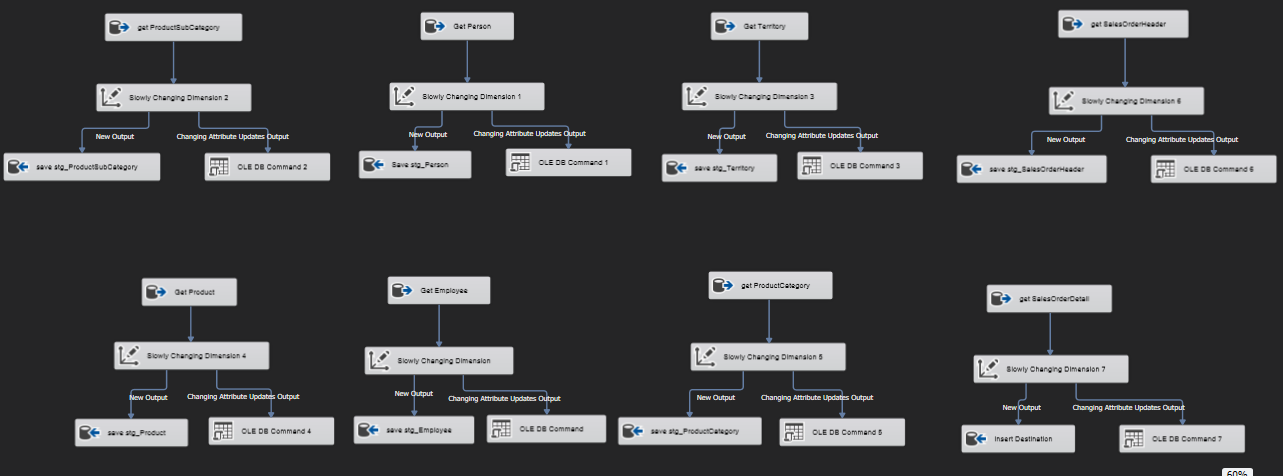 get ProductSubCategory
Get Person
Get Territory
get SalesOrderHeader
Slowly Changing Dimension 2
Slowly Changing Dimension 1
Slowly Changing Dimension 3
Slowly Changing Dimension 6
New Output
Changing Attribute Updates Output
New Output
Changing Attribute Updates Output
New Output
Changing Attribute Updates Output
New Output
Changing Attribute Updates Output
save stg_ProductSubCategory
OLE DB Command 2
Save stg_Person
OLE DB Command 1
save stg_Territory
OLE DB Command 3
save stg_SalesOrderHeader
OLE DB Command 6
Get Product
Get Employee
get ProductCategory
get SalesOrderDetail
Slowly Changing Dimension 4
Slowly Changing Dimension
Slowly Changing Dimension 5
Slowly Changing Dimension 7
New Output
Changing Attribute Updates Output
New Output
Changing Attribute Updates Output
New Output
Changing Attribute Updates Output
New Output
Changing Attribute Updates Output
save stg_Product
OLE DB Command 4
save stg_Employee
OLE DB Command
save stg_ProductCategory
OLE DB Command 5
Insert Destination
OLE DB Command 7
60%